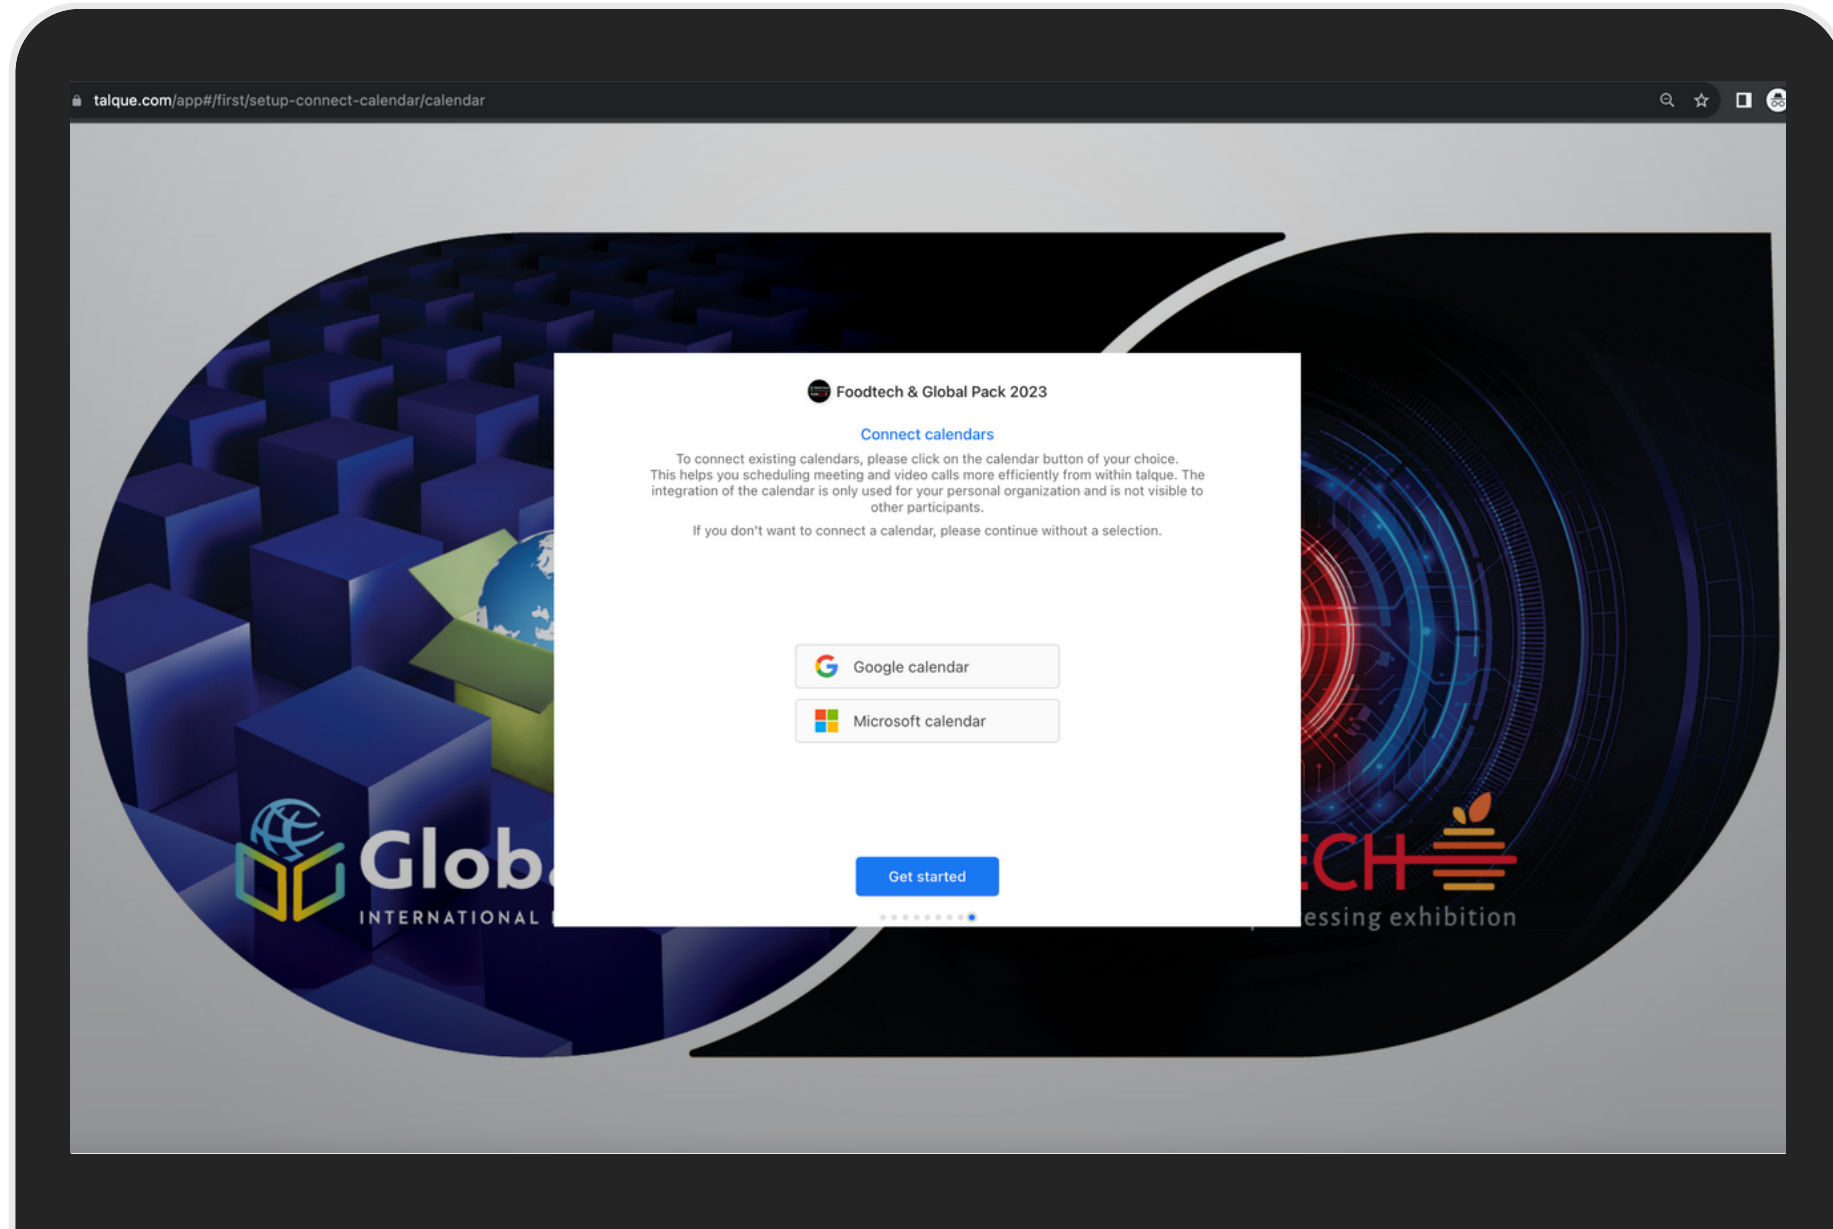 talque.com/app#/first/setup-connect-calendar/calendar
Foodtech & Global Pack 2023
Connect calendars
To connect existing calendars, please click on the calendar button of your choice.
This helps you scheduling meeting and video calls more efficiently from within talque. The
integration of the calendar is only used for your personal organization and is not visible to
other participants.
If you don't want to connect a calendar, please continue without a selection.
Google calendar
Microsoft calendar
Get started
Glob
INTERNATIONAL
ECH
essing exhibition